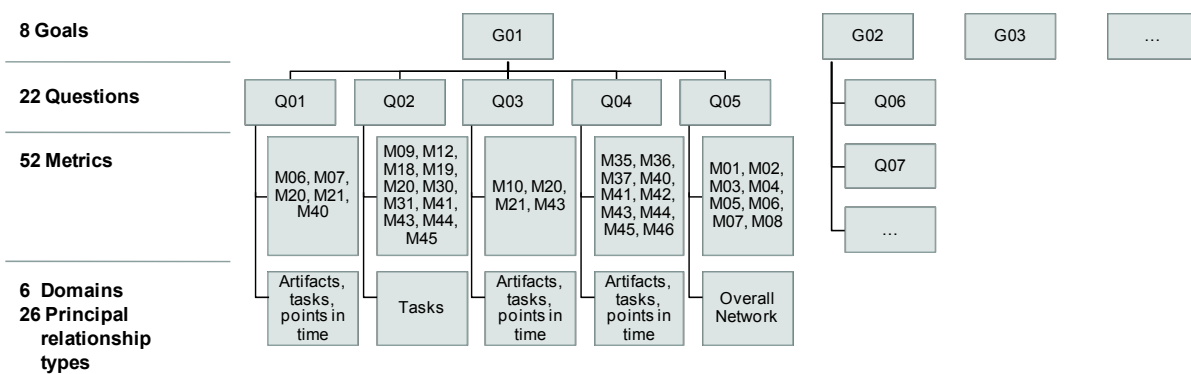 8 Goals
G01
G02
G03
…
22 Questions
Q01
Q02
Q03
Q04
Q05
Q06
52 Metrics
M06, M07,
M20, M21,
M40
M09, M12,
M18, M19,
M20, M30,
M31, M41,
M43, M44,
M45
M10, M20,
M21, M43
M35, M36,
M37, M40,
M41, M42,
M43, M44,
M45, M46
M01, M02,
M03, M04,
M05, M06,
M07, M08
Q07
…
6 Domains
26 Principal
relationship
types
Artifacts,
tasks,
points in
time
Tasks
Artifacts,
tasks,
points in
time
Artifacts,
tasks,
points in
time
Overall
Network